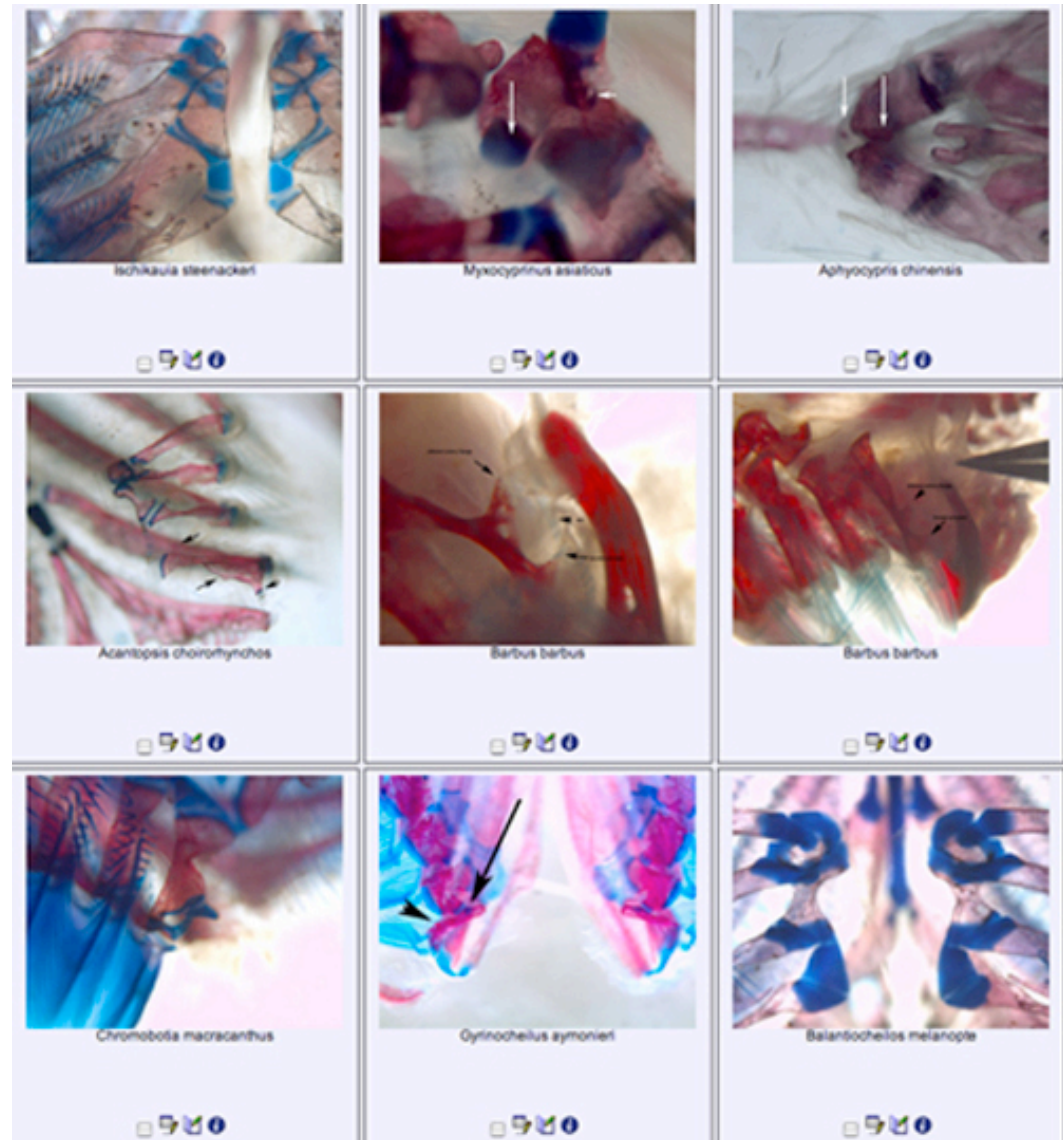 Ischikauia steenackeri
Myxocyprinus asiaticus
Aphyocypris chinensis
Acantopsis choirorhynchos
Barbus barbus
Barbus barbus
Chromobotia macracanthus
Gyrinocheilus aymonieri
Balantiocheilos melanopte